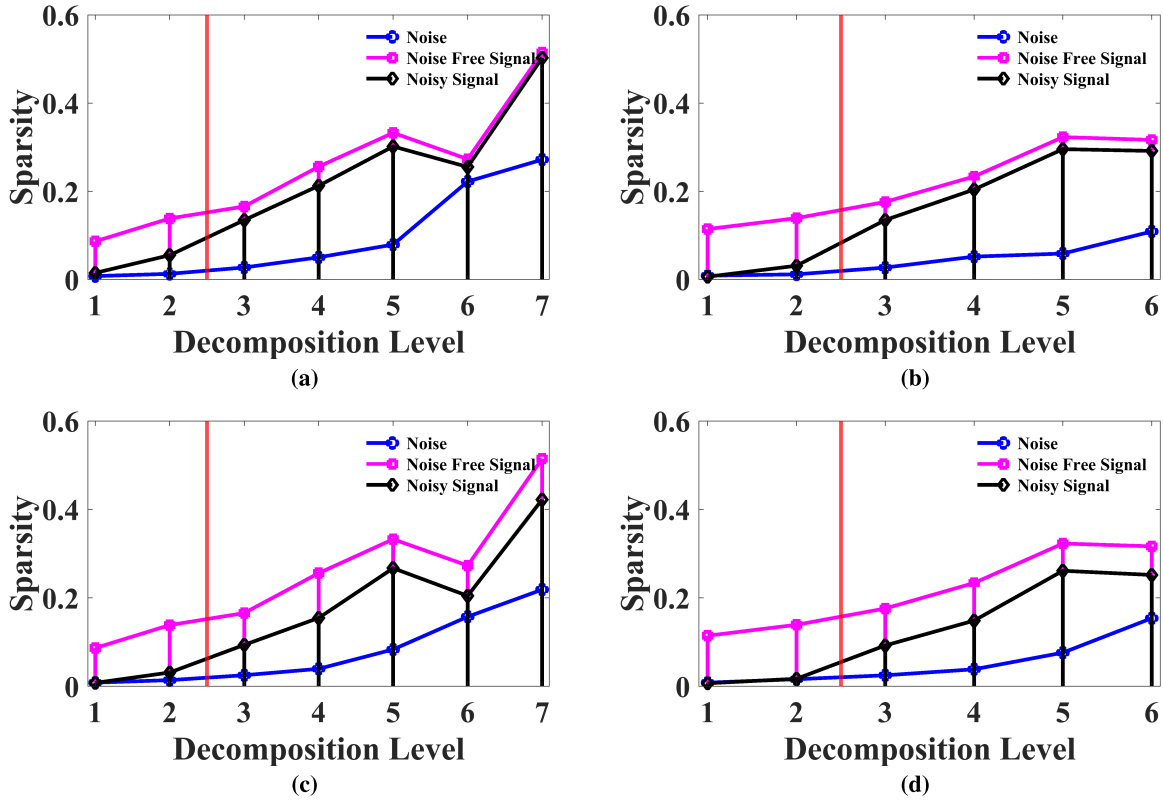 0.6
0.4
0.2
0
Sparsity
Noise
Noise Free Signal
Noisy Signal
1 2 3 4 5 6 7
Decomposition Level
(a)
0.6
0.4
0.2
0
Sparsity
Noise
Noise Free Signal
Noisy Signal
1 2 3 4 5 6
Decomposition Level
(b)
0.6
0.4
0.2
0
Sparsity
Noise
Noise Free Signal
Noisy Signal
1 2 3 4 5 6 7
Decomposition Level
(c)
0.6
0.4
0.2
0
Sparsity
Noise
Noise Free Signal
Noisy Signal
1 2 3 4 5 6
Decomposition Level
(d)